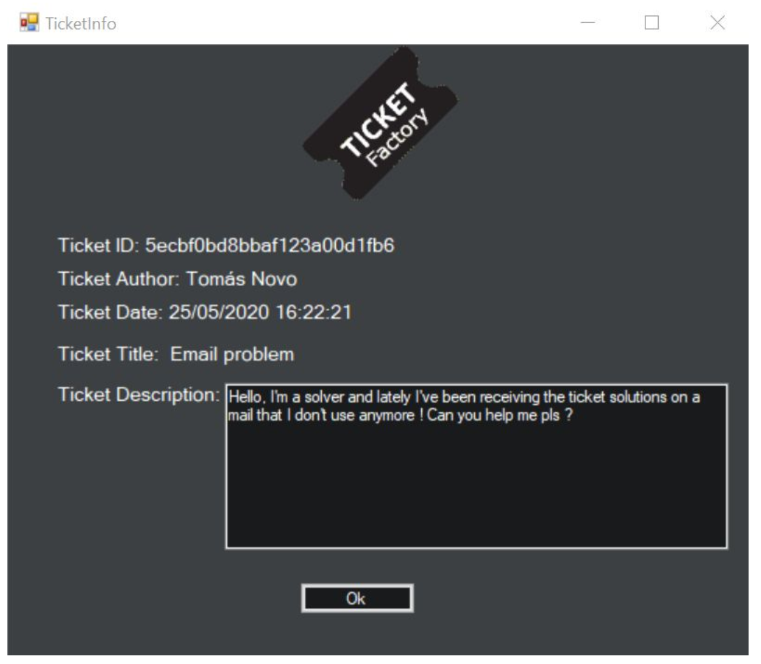 TicketInfo
TICKET
Factory
Ticket ID: 5ecbf0bd8bbaf123a00d1fb6
Ticket Author: Tomás Novo
Ticket Date: 25/05/2020 16:22:21
Ticket Title: Email problem
Ticket Description: Hello, I'm a solver and lately I've been receiving the ticket solutions on a
mail that I don't use anymore ! Can you help me pls ?
Ok